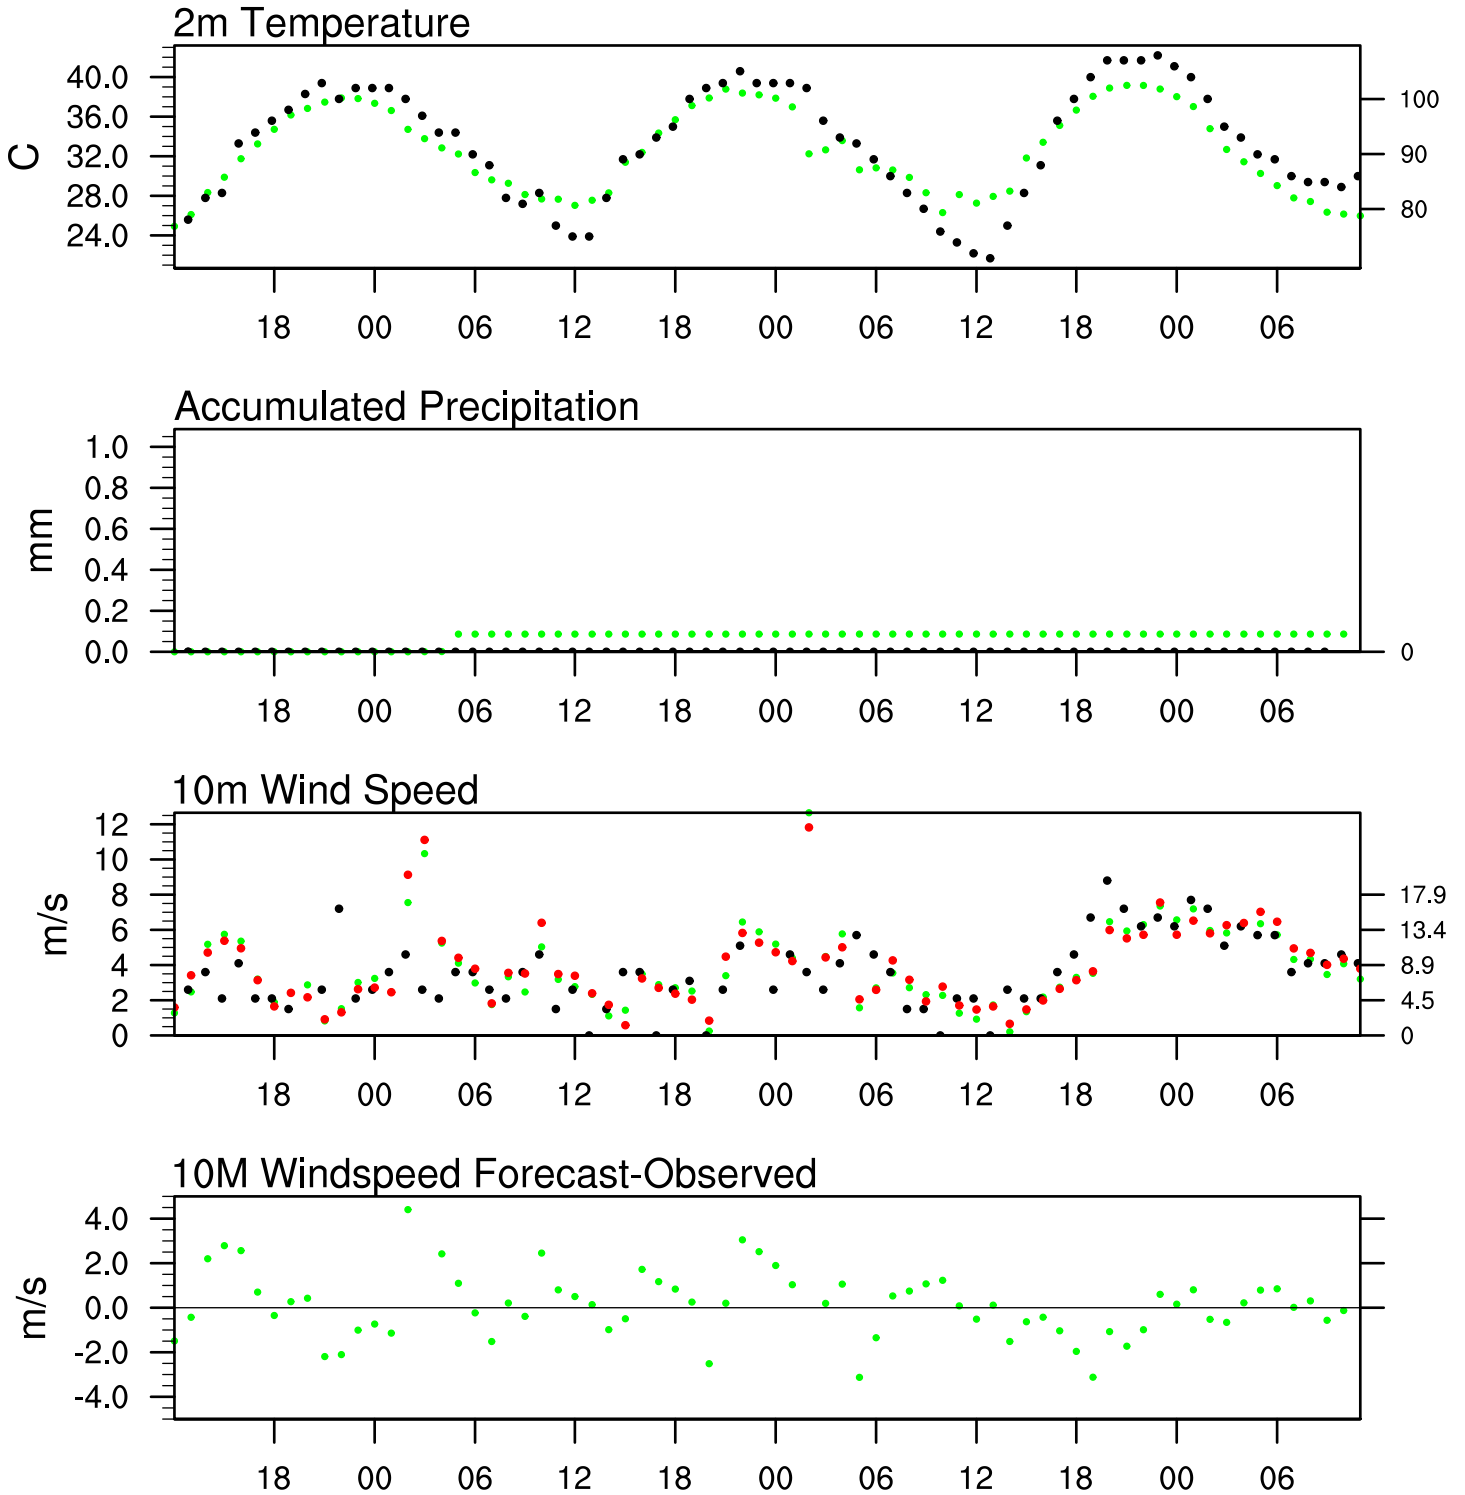 2m Temperature
40.0
36.0
32.0
28.0
24.0
C
100
90
80
18 00 06 12 18 00 06 12 18 00 06
Accumulated Precipitation
1.0
0.8
0.6
0.4
0.2
0.0
mm
0
18 00 06 12 18 00 06 12 18 00 06
10m Wind Speed
12
10
8
6
4
2
0
m/s
17.9
13.4
8.9
4.5
0
18 00 06 12 18 00 06 12 18 00 06
10M Windspeed Forecast-Observed
4.0
2.0
0.0
-2.0
-4.0
m/s
18 00 06 12 18 00 06 12 18 00 06